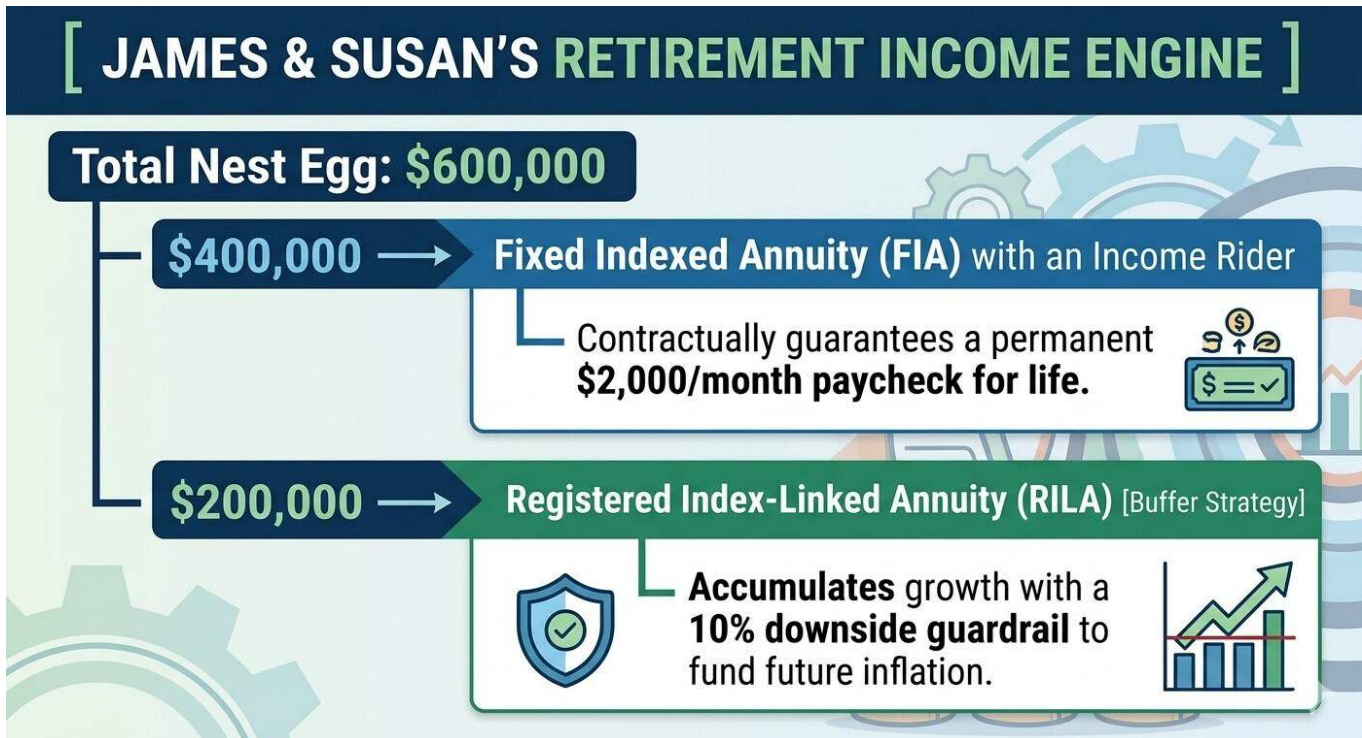 [ JAMES & SUSAN’S RETIREMENT INCOME ENGINE ]
Total Nest Egg: $600,000
$400,000 → Fixed Indexed Annuity (FIA) with an Income Rider
Contractually guarantees a permanent
$2,000/month paycheck for life.
$
$
$200,000 → Registered Index-Linked Annuity (RILA) [Buffer Strategy]
Accumulates growth with a
10% downside guardrail to
fund future inflation.